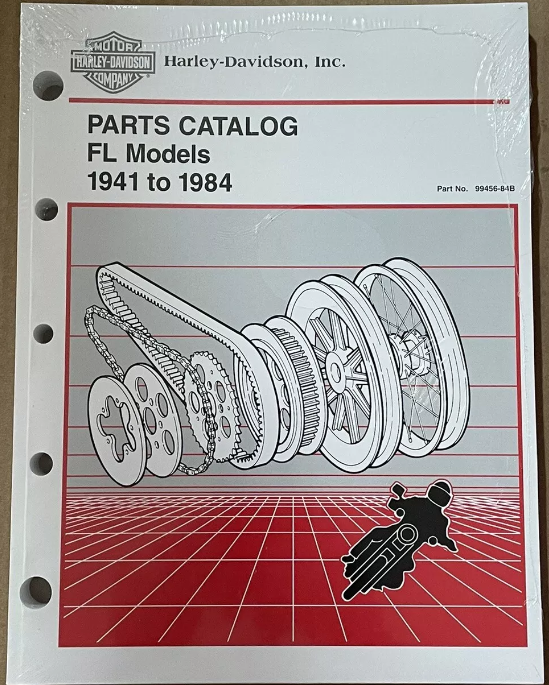 MOTOR
HARLEY-DAVIDSON
COMPANY
Harley-Davidson, Inc.
PARTS CATALOG
FL Models
1941 to 1984
Part No. 99456-84B